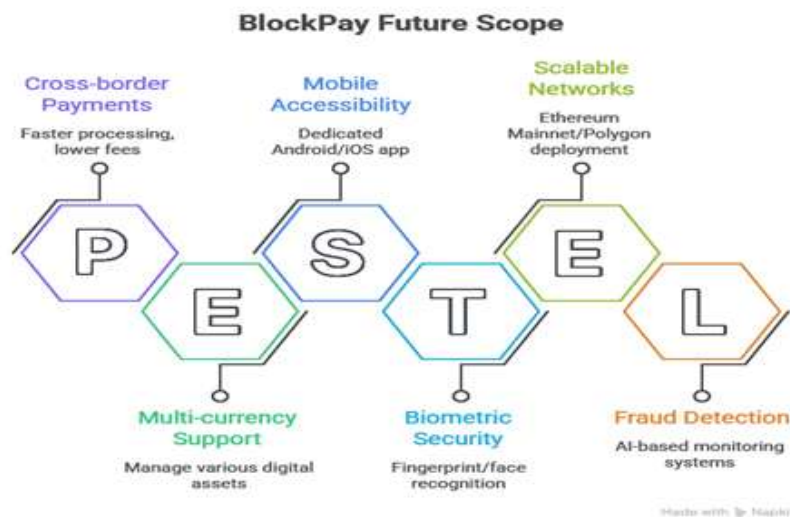 BlockPay Future Scope
Cross-border
Payments
Faster processing,
lower fees
Mobile
Accessibility
Dedicated
Android/iOS app
Scalable
Networks
Ethereum
Mainnet/Polygon
deployment
P
E
S
T
E
L
Multi-currency
Support
Manage various digital
assets
Biometric
Security
Fingerprint/face
recognition
Fraud Detection
AI-based monitoring
systems
Made with Napkin